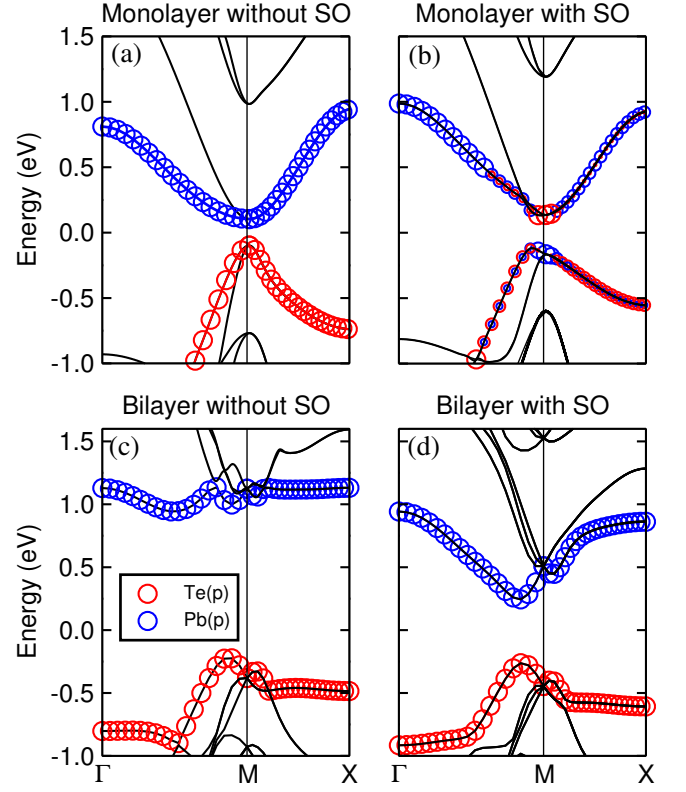 Monolayer without SO
Monolayer with SO
(a)
(b)
1.5
1.0
0.5
0.0
-0.5
-1.0
Energy (eV)
Bilayer without SO
Bilayer with SO
(c)
(d)
1.5
1.0
0.5
0.0
-0.5
-1.0
Energy (eV)
Te(p)
Pb(p)
Γ M X
Γ M X